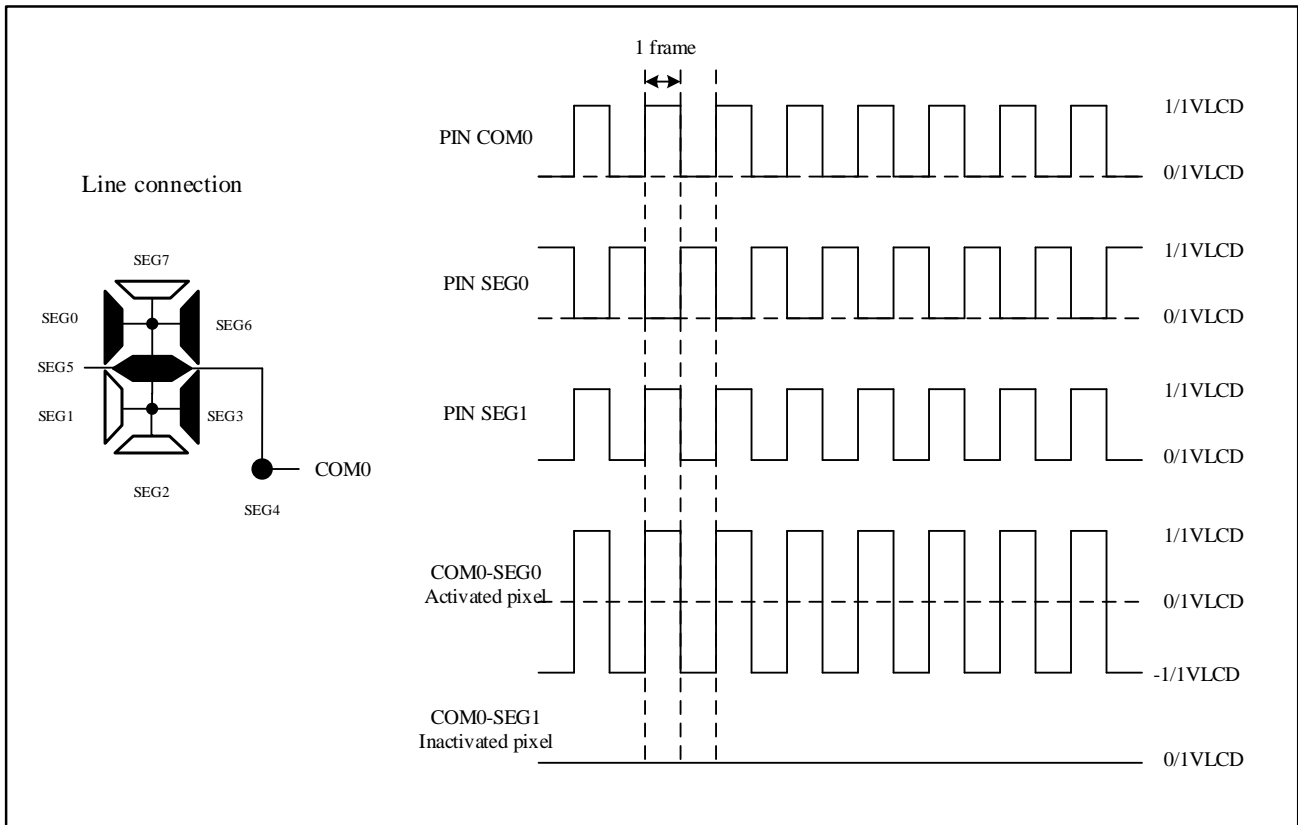 1 frame
PIN COM0
1/1VLCD
0/1VLCD
Line connection
SEG7
SEG0
SEG6
SEG5
SEG1
SEG3
SEG2
SEG4
COM0
PIN SEG0
1/1VLCD
0/1VLCD
PIN SEG1
1/1VLCD
0/1VLCD
COM0-SEG0
Activated pixel
1/1VLCD
0/1VLCD
-1/1VLCD
COM0-SEG1
Inactivated pixel
0/1VLCD